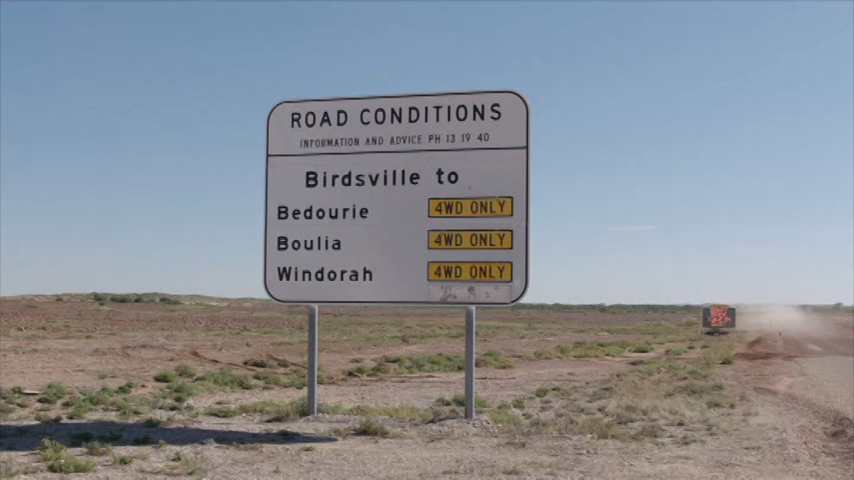 ROAD CONDITIONS
INFORMATION AND ADVICE PH 13 19 40
Birdsville to
Bedourie 4WD ONLY
Boulia 4WD ONLY
Windorah 4WD ONLY